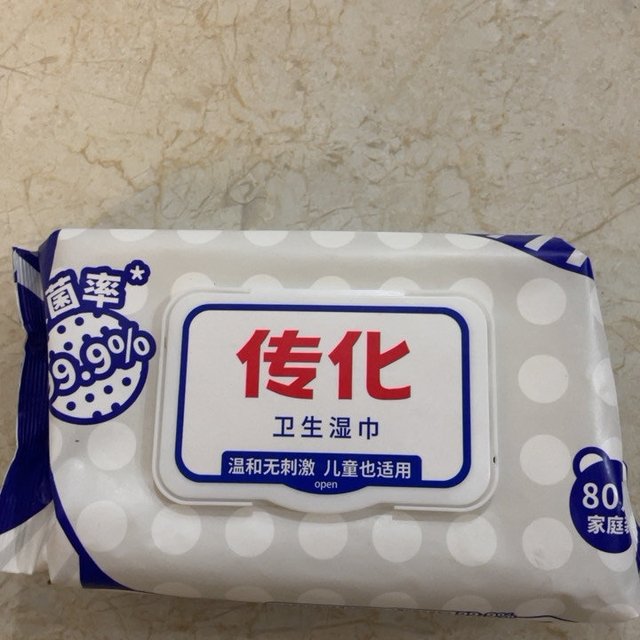 菌率*
9.9%
传化
卫生湿巾
温和无刺激 儿童也适用
open
80
家庭